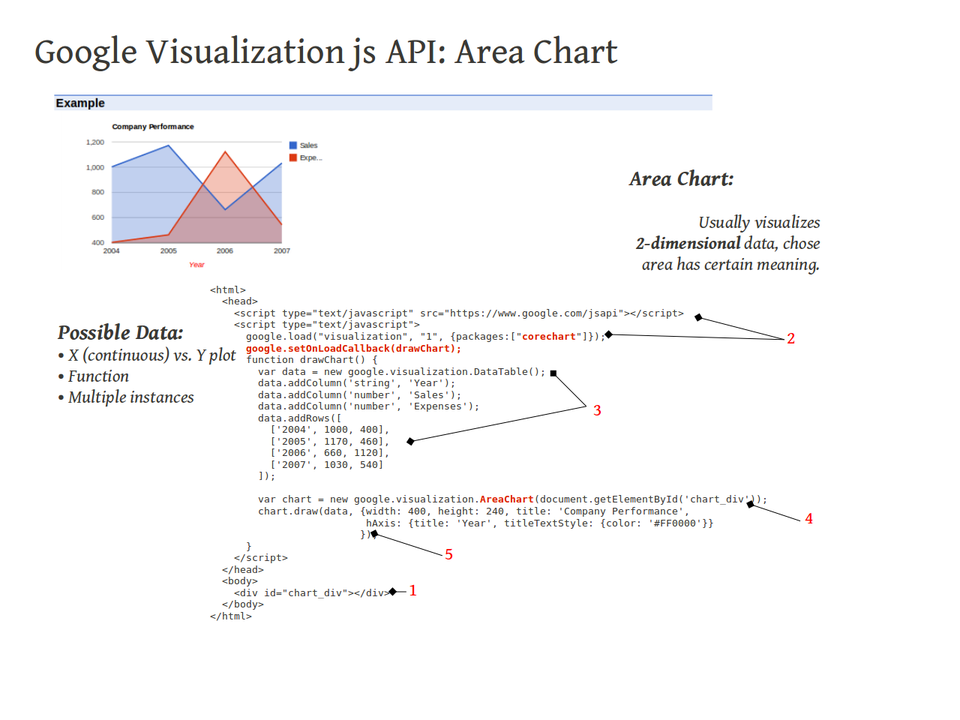 Google Visualization js API: Area Chart
Example
Company Performance
1,200
1,000
800
600
400
2004 2005 2006 2007
Year
Sales
Expe...
Area Chart:
Usually visualizes
2-dimensional data, chose
area has certain meaning.
Possible Data:
• X (continuous) vs. Y plot
• Function
• Multiple instances
<html>
<head>
<script type="text/javascript" src="https://www.google.com/jsapi"></script>
<script type="text/javascript">
google.load("visualization", "1", {packages:["corechart"]});
2
google.setOnLoadCallback(drawChart);
function drawChart() {
var data = new google.visualization.DataTable();
data.addColumn('string', 'Year');
data.addColumn('number', 'Sales');
data.addColumn('number', 'Expenses');
3
data.addRows([
['2004', 1000, 400],
['2005', 1170, 460],
['2006', 660, 1120],
['2007', 1030, 540]
]);
var chart = new google.visualization.AreaChart(document.getElementById('chart_div'));
chart.draw(data, {width: 400, height: 240, title: 'Company Performance',
4
hAxis: {title: 'Year', titleTextStyle: {color: '#FF0000'}}
});
}
5
</script>
</head>
<body>
<div id="chart_div"></div>
1
</body>
</html>